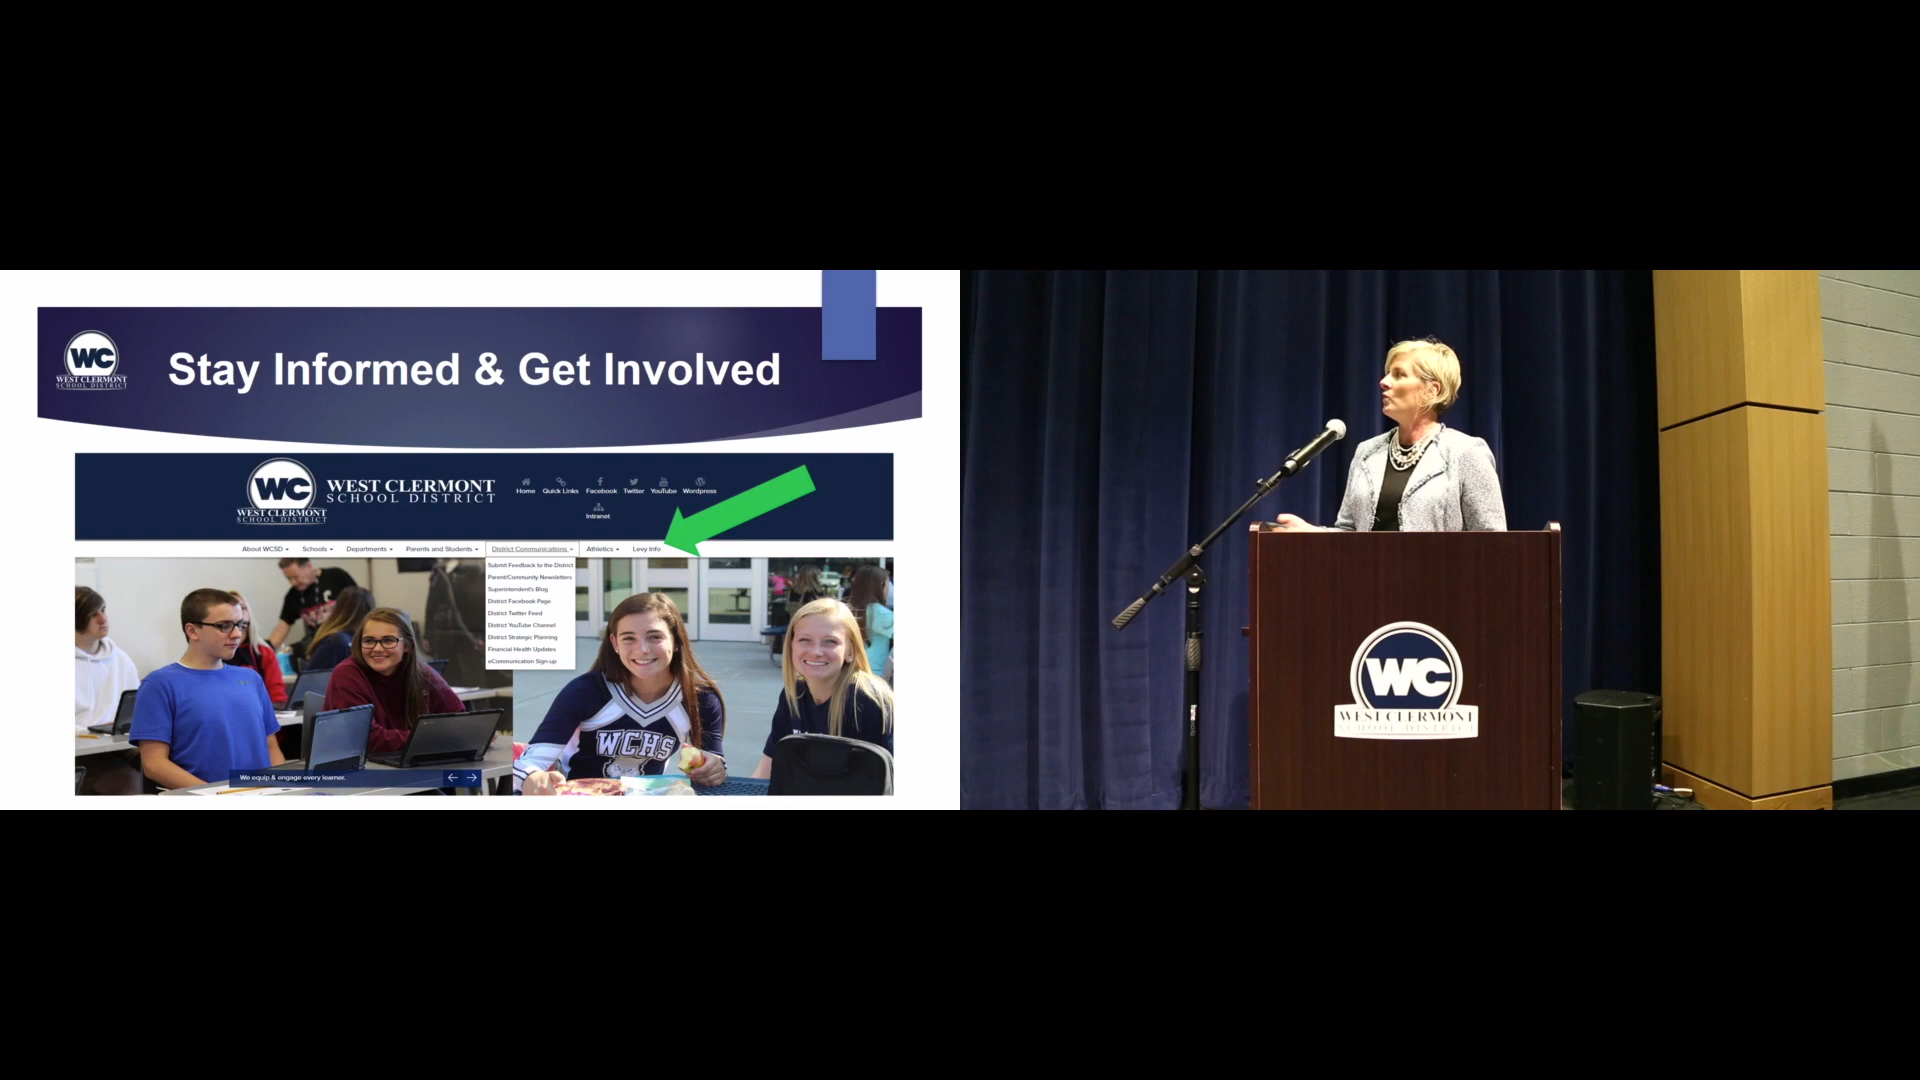 WC
WEST CLERMONT
SCHOOL DISTRICT
Stay Informed & Get Involved
WC
WEST CLERMONT
SCHOOL DISTRICT
WEST CLERMONT
SCHOOL DISTRICT
Home Quick Links Facebook Twitter YouTube Wordpress
Intranet
About WCSD Schools Departments Parents and Students District Communications Athletics Levy Info
Submit Feedback to the District
Parent/Community Newsletters
Superintendent's Blog
District Facebook Page
District Twitter Feed
District YouTube Channel
District Strategic Planning
Financial Health Updates
eCommunication Sign-up
WCHS
We equip & engage every learner.
WC
WEST CLERMONT
SCHOOL DISTRICT